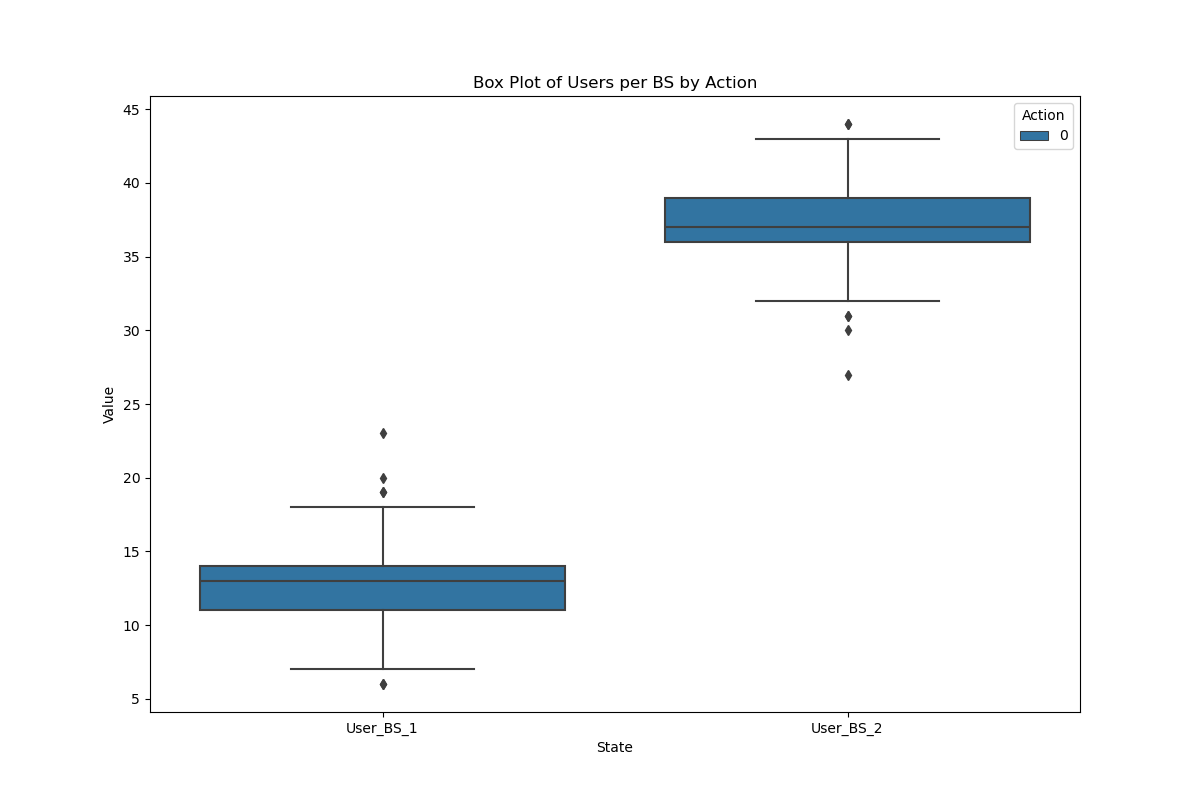 Box Plot of Users per BS by Action
Action
0
45
40
35
30
25
20
15
10
5
Value
User_BS_1
User_BS_2
State